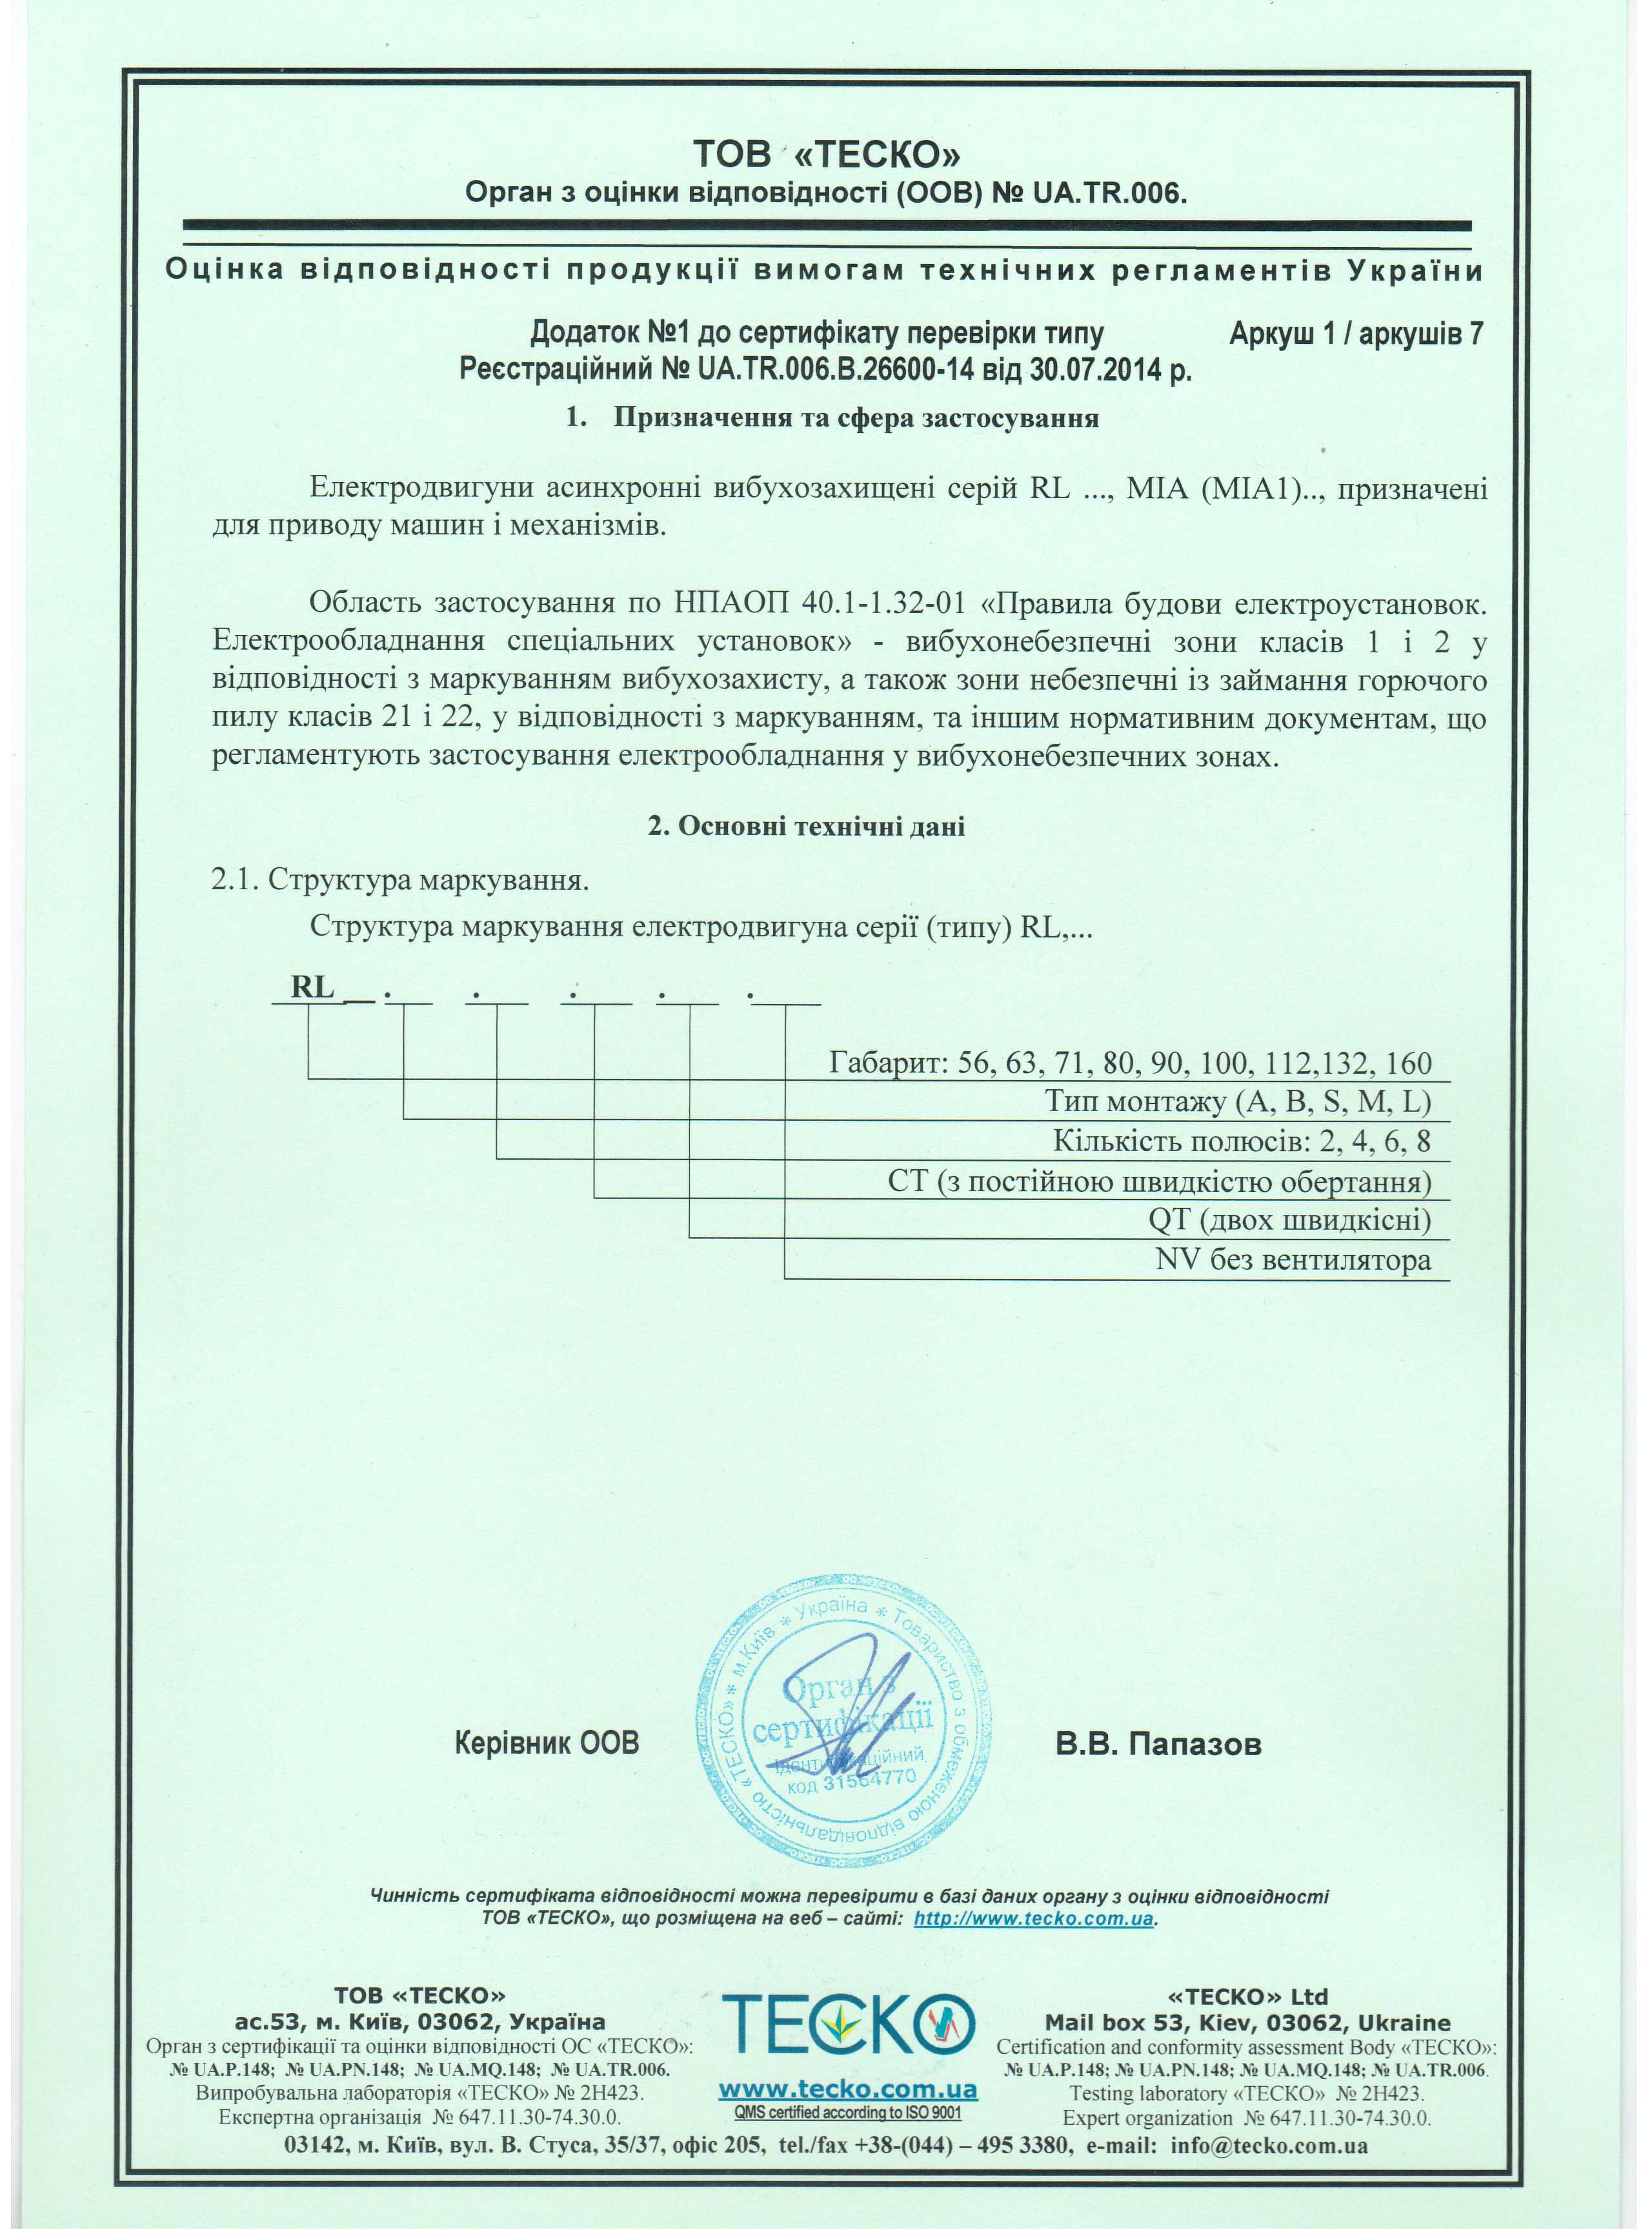 ТОВ «ТЕСКО»
Орган з оцінки відповідності (ООВ) № UA.TR.006.
Оцінка відповідності продукції вимогам технічних регламентів України
Додаток №1 до сертифікату перевірки типу
Аркуш 1 / аркушів 7
Реєстраційний № UA.TR.006.В.26600-14 від 30.07.2014 р.
1. Призначення та сфера застосування
Електродвигуни асинхронні вибухозахищені серій RL ..., MIA (MIA1).., призначені
для приводу машин і механізмів.
Область застосування по НПАОП 40.1-1.32-01 «Правила будови електроустановок.
Електрообладнання спеціальних установок» - вибухонебезпечні зони класів 1 і 2 у
відповідності з маркуванням вибухозахисту, а також зони небезпечні із займання горючого
пилу класів 21 і 22, у відповідності з маркуванням, та іншим нормативним документам, що
регламентують застосування електрообладнання у вибухонебезпечних зонах.
2. Основні технічні дані
2.1. Структура маркування.
Структура маркування електродвигуна серії (типу) RL,...
RL __ . . . . .
Габарит: 56, 63, 71, 80, 90, 100, 112,132, 160
Тип монтажу (A, B, S, M, L)
Кількість полюсів: 2, 4, 6, 8
СТ (з постійною швидкістю обертання)
QT (двох швидкісні)
NV без вентилятора
* м.Київ * Україна * Товариство з обмеженою відповідальністю «ТЕСКО»
Орган з
сертифікації
Ідентифікаційний
код 31564770
Керівник ООВ
В.В. Папазов
Чинність сертифіката відповідності можна перевірити в базі даних органу з оцінки відповідності
ТОВ «ТЕСКО», що розміщена на веб – сайті: http://www.tecko.com.ua.
ТОВ «ТЕСКО»
ас.53, м. Київ, 03062, Україна
Орган з сертифікації та оцінки відповідності ОС «ТЕСКО»:
№ UA.P.148; № UA.PN.148; № UA.MQ.148; № UA.TR.006.
Випробувальна лабораторія «ТЕСКО» № 2Н423.
Експертна організація № 647.11.30-74.30.0.
ТЕСКО
www.tecko.com.ua
QMS certified according to ISO 9001
«ТЕСКО» Ltd
Mail box 53, Kiev, 03062, Ukraine
Certification and conformity assessment Body «ТЕСКО»:
№ UA.P.148; № UA.PN.148; № UA.MQ.148; № UA.TR.006.
Testing laboratory «ТЕСКО» № 2Н423.
Expert organization № 647.11.30-74.30.0.
03142, м. Київ, вул. В. Стуса, 35/37, офіс 205, tel./fax +38-(044) – 495 3380, e-mail: info@tecko.com.ua